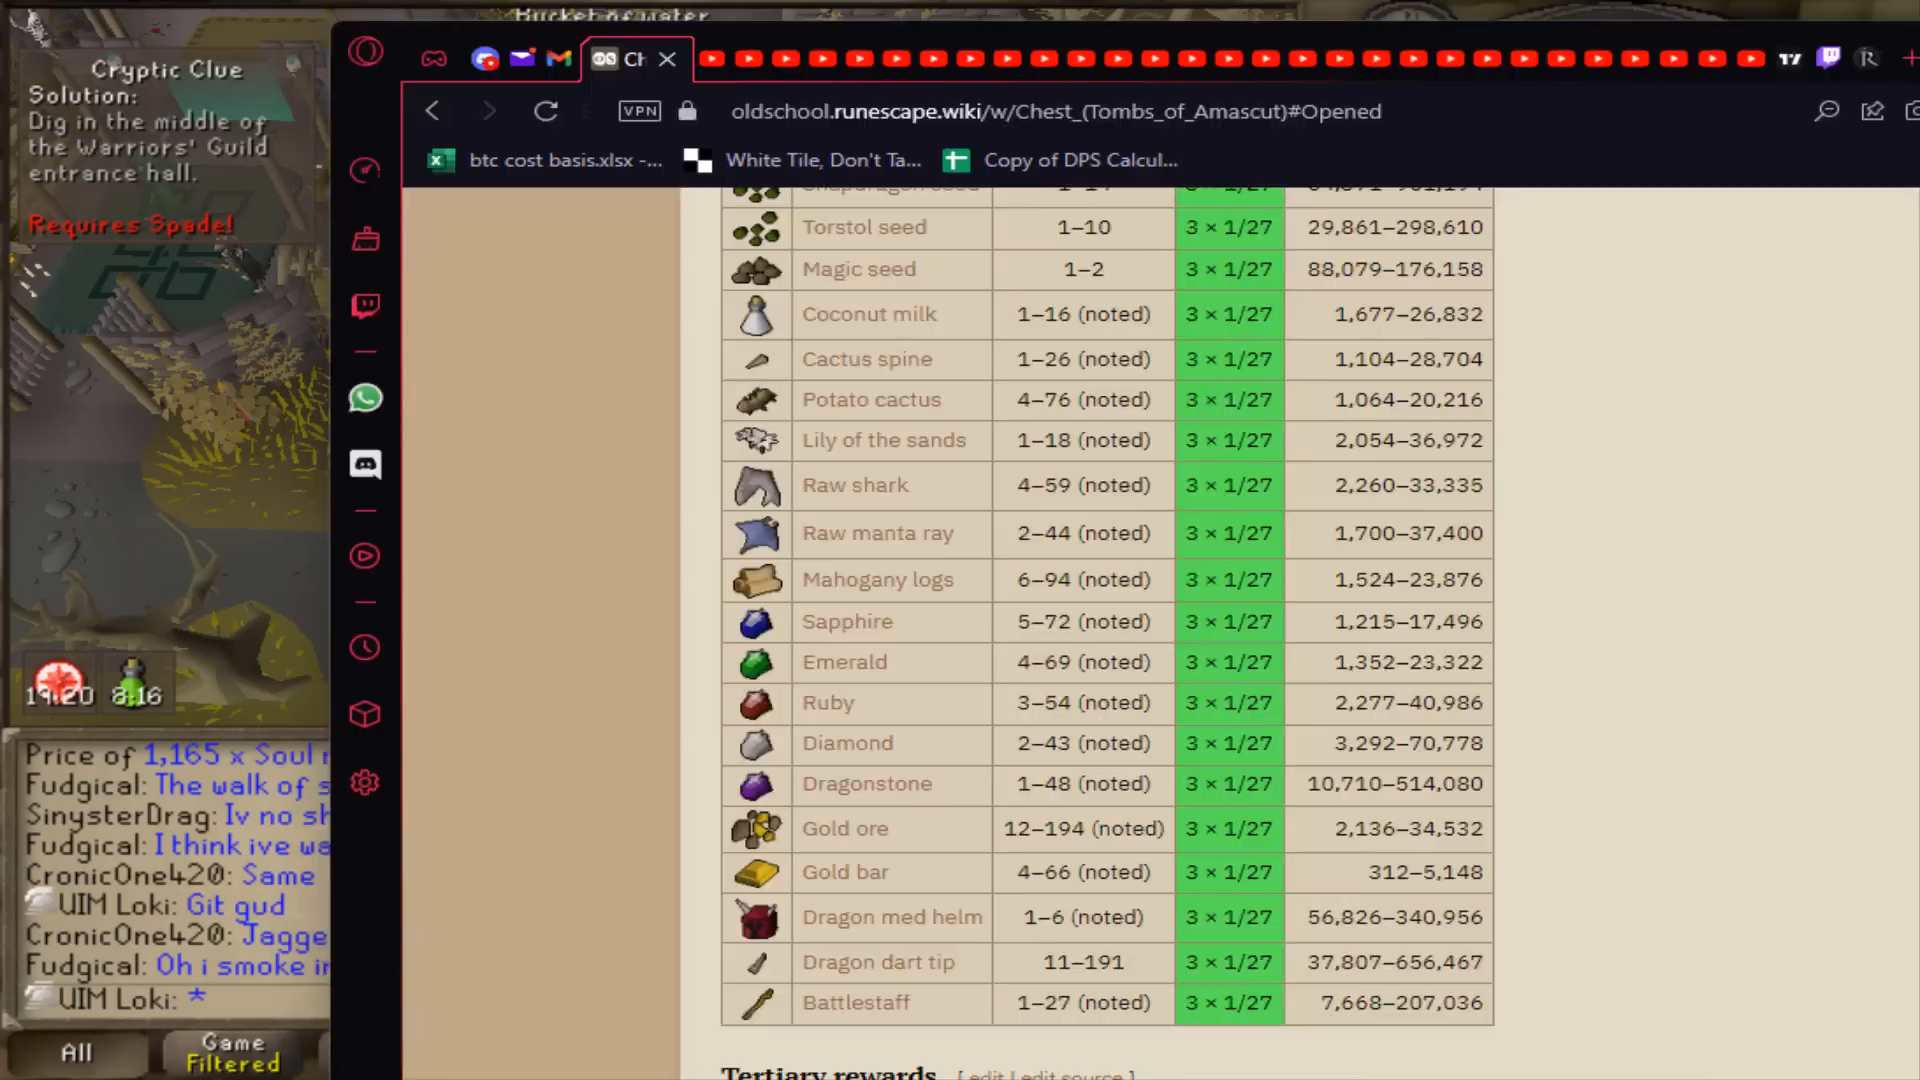 Bucket of water
Cryptic Clue
Solution:
Dig in the middle of
the Warriors' Guild
entrance hall.
Requires Spade!
19:20 8:16
Price of 1,165 x Soul r
Fudgical: The walk of s
SinysterDrag: Iv no sh
Fudgical: I think ive wa
CronicOne420: Same
UIM Loki: Git gud
CronicOne420: Jagge
Fudgical: Oh i smoke ir
UIM Loki: *
All
Game
Filtered
Ch
VPN
oldschool.runescape.wiki/w/Chest_(Tombs_of_Amascut)#Opened
btc cost basis.xlsx -... White Tile, Don't Ta... Copy of DPS Calcul...
Torstol seed 1–10 3 × 1/27 29,861–298,610
Magic seed 1–2 3 × 1/27 88,079–176,158
Coconut milk 1–16 (noted) 3 × 1/27 1,677–26,832
Cactus spine 1–26 (noted) 3 × 1/27 1,104–28,704
Potato cactus 4–76 (noted) 3 × 1/27 1,064–20,216
Lily of the sands 1–18 (noted) 3 × 1/27 2,054–36,972
Raw shark 4–59 (noted) 3 × 1/27 2,260–33,335
Raw manta ray 2–44 (noted) 3 × 1/27 1,700–37,400
Mahogany logs 6–94 (noted) 3 × 1/27 1,524–23,876
Sapphire 5–72 (noted) 3 × 1/27 1,215–17,496
Emerald 4–69 (noted) 3 × 1/27 1,352–23,322
Ruby 3–54 (noted) 3 × 1/27 2,277–40,986
Diamond 2–43 (noted) 3 × 1/27 3,292–70,778
Dragonstone 1–48 (noted) 3 × 1/27 10,710–514,080
Gold ore 12–194 (noted) 3 × 1/27 2,136–34,532
Gold bar 4–66 (noted) 3 × 1/27 312–5,148
Dragon med helm 1–6 (noted) 3 × 1/27 56,826–340,956
Dragon dart tip 11–191 3 × 1/27 37,807–656,467
Battlestaff 1–27 (noted) 3 × 1/27 7,668–207,036
Tertiary rewards [ edit | edit source ]